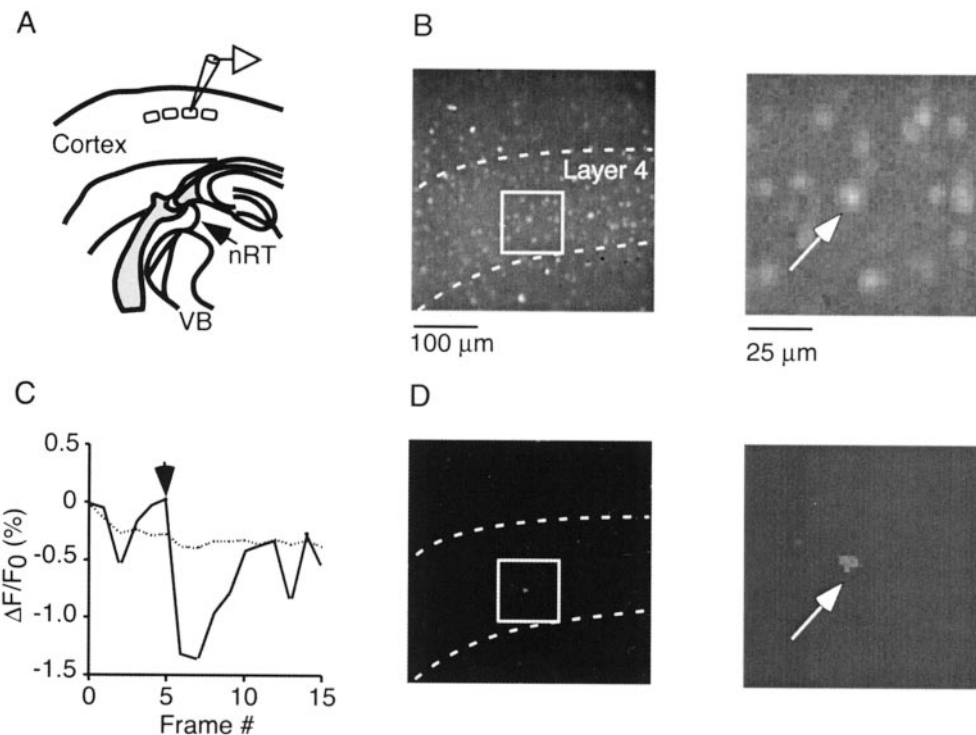 A
Cortex
nRT
VB
B
Layer 4
100 μm
25 μm
C
ΔF/F0 (%)
0.5
0
-0.5
-1.0
-1.5
0 5 10 15
Frame #
D